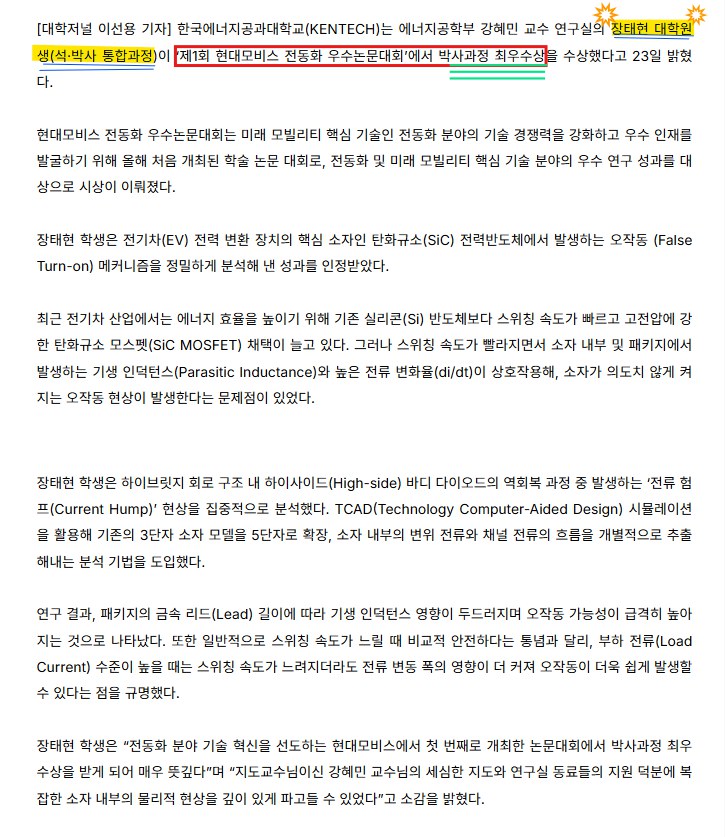 [대학저널 이선용 기자] 한국에너지공과대학교(KENTECH)는 에너지공학부 강혜민 교수 연구실의 장태현 대학원
생(석·박사 통합과정)이 ‘제1회 현대모비스 전동화 우수논문대회’에서 박사과정 최우수상을 수상했다고 23일 밝혔
다.
현대모비스 전동화 우수논문대회는 미래 모빌리티 핵심 기술인 전동화 분야의 기술 경쟁력을 강화하고 우수 인재를
발굴하기 위해 올해 처음 개최된 학술 논문 대회로, 전동화 및 미래 모빌리티 핵심 기술 분야의 우수 연구 성과를 대
상으로 시상이 이뤄졌다.
장태현 학생은 전기차(EV) 전력 변환 장치의 핵심 소자인 탄화규소(SiC) 전력반도체에서 발생하는 오작동 (False
Turn-on) 메커니즘을 정밀하게 분석해 낸 성과를 인정받았다.
최근 전기차 산업에서는 에너지 효율을 높이기 위해 기존 실리콘(Si) 반도체보다 스위칭 속도가 빠르고 고전압에 강
한 탄화규소 모스펫(SiC MOSFET) 채택이 늘고 있다. 그러나 스위칭 속도가 빨라지면서 소자 내부 및 패키지에서
발생하는 기생 인덕턴스(Parasitic Inductance)와 높은 전류 변화율(di/dt)이 상호작용해, 소자가 의도치 않게 켜
지는 오작동 현상이 발생한다는 문제점이 있었다.
장태현 학생은 하이브릿지 회로 구조 내 하이사이드(High-side) 바디 다이오드의 역회복 과정 중 발생하는 ‘전류 험
프(Current Hump)’ 현상을 집중적으로 분석했다. TCAD(Technology Computer-Aided Design) 시뮬레이션
을 활용해 기존의 3단자 소자 모델을 5단자로 확장, 소자 내부의 변위 전류와 채널 전류의 흐름을 개별적으로 추출
해내는 분석 기법을 도입했다.
연구 결과, 패키지의 금속 리드(Lead) 길이에 따라 기생 인덕턴스 영향이 두드러지며 오작동 가능성이 급격히 높아
지는 것으로 나타났다. 또한 일반적으로 스위칭 속도가 느릴 때 비교적 안전하다는 통념과 달리, 부하 전류(Load
Current) 수준이 높을 때는 스위칭 속도가 느려지더라도 전류 변동 폭의 영향이 더 커져 오작동이 더욱 쉽게 발생할
수 있다는 점을 규명했다.
장태현 학생은 “전동화 분야 기술 혁신을 선도하는 현대모비스에서 첫 번째로 개최한 논문대회에서 박사과정 최우
수상을 받게 되어 매우 뜻깊다”며 “지도교수님이신 강혜민 교수님의 세심한 지도와 연구실 동료들의 지원 덕분에 복
잡한 소자 내부의 물리적 현상을 깊이 있게 파고들 수 있었다”고 소감을 밝혔다.